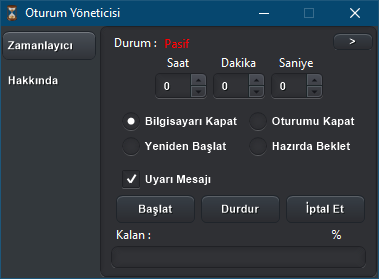 Oturum Yöneticisi
Zamanlayıcı
Hakkında
Durum : Pasif
>
Saat Dakika Saniye
0 0 0
Bilgisayarı Kapat Oturumu Kapat
Yeniden Başlat Hazırda Beklet
Uyarı Mesajı
Başlat Durdur İptal Et
Kalan : %